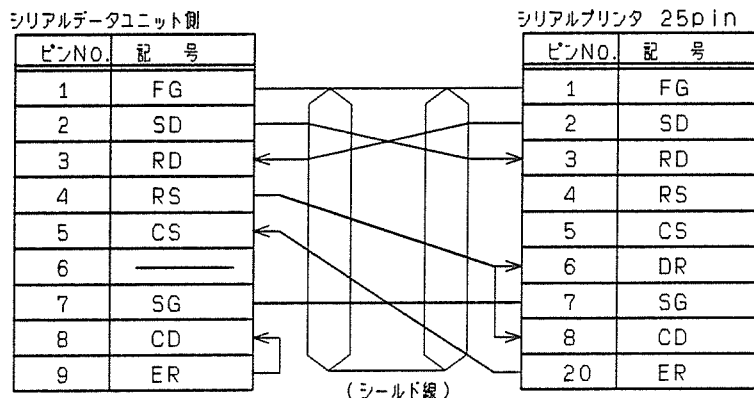 シリアルデータユニット側
ピンNO. 記 号
1 FG
2 SD
3 RD
4 RS
5 CS
6
7 SG
8 CD
9 ER
シリアルプリンタ 25pin
ピンNO. 記 号
1 FG
2 SD
3 RD
4 RS
5 CS
6 DR
7 SG
8 CD
20 ER
(シールド線)